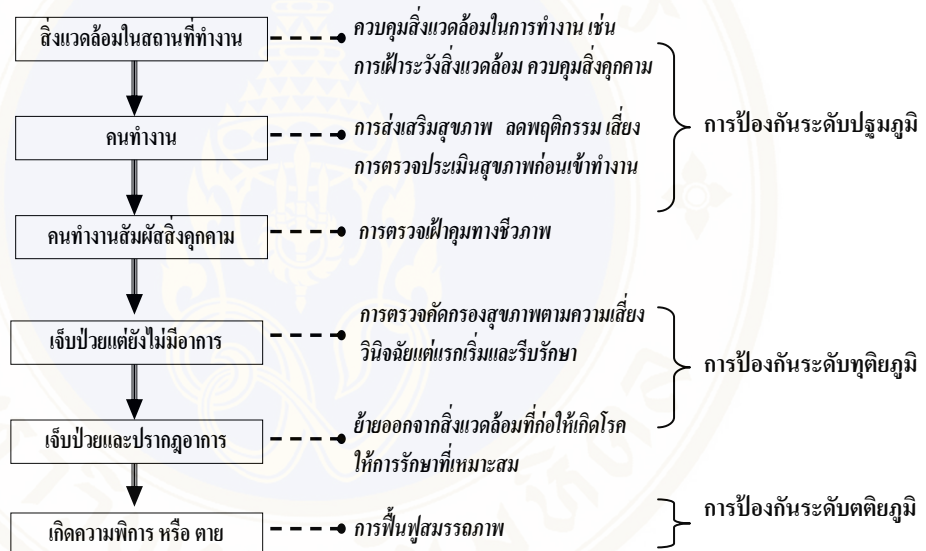 สิ่งแวดล้อมในสถานที่ทำงาน
ควบคุมสิ่งแวดล้อมในการทำงาน เช่น
การเฝ้าระวังสิ่งแวดล้อม ควบคุมสิ่งคุกคาม
คนทำงาน
การส่งเสริมสุขภาพ ลดพฤติกรรม เสี่ยง
การตรวจประเมินสุขภาพก่อนเข้าทำงาน
การป้องกันระดับปฐมภูมิ
คนทำงานสัมผัสสิ่งคุกคาม
การตรวจเฝ้าคุมทางชีวภาพ
เจ็บป่วยแต่ยังไม่มีอาการ
การตรวจคัดกรองสุขภาพตามความเสี่ยง
วินิจฉัยแต่แรกเริ่มและรีบรักษา
การป้องกันระดับทุติยภูมิ
เจ็บป่วยและปรากฏอาการ
ย้ายออกจากสิ่งแวดล้อมที่ก่อให้เกิดโรค
ให้การรักษาที่เหมาะสม
เกิดความพิการ หรือ ตาย
การฟื้นฟูสมรรถภาพ
การป้องกันระดับตติยภูมิ